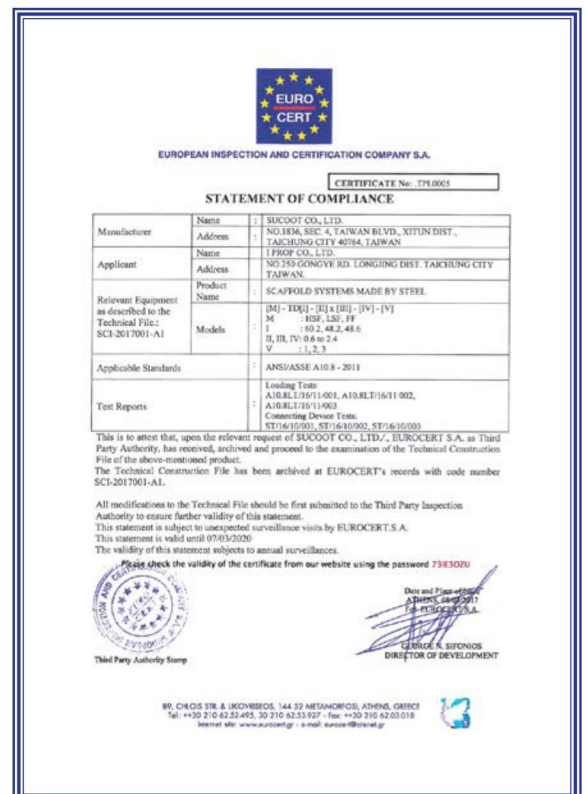 EURO
CERT
EUROPEAN INSPECTION AND CERTIFICATION COMPANY S.A.
CERTIFICATE No: .TPI.0005
STATEMENT OF COMPLIANCE
Manufacturer
Name : SUCOOT CO., LTD.
Address : NO.1836, SEC. 4, TAIWAN BLVD., XITUN DIST.,
TAICHUNG CITY 40764, TAIWAN
Applicant
Name : I PROP CO., LTD.
Address : NO.250 GONGYE RD. LONGJING DIST. TAICHUNG CITY
TAIWAN.
Relevant Equipment
as described to the
Technical File.:
SCI-2017001-A1
Product
Name : SCAFFOLD SYSTEMS MADE BY STEEL
Models :
[M] - TD[I] - [II] x [III] - [IV] - [V]
M : HSF, LSF, FF
I : 60.2, 48.2, 48.6
II, III, IV: 0.6 to 2.4
V : 1, 2, 3
Applicable Standards : ANSI/ASSE A10.8 - 2011
Test Reports :
Loading Tests:
A10.8LT/16/11/001, A10.8LT/16/11/002,
A10.8LT/16/11/003
Connecting Device Tests:
ST/16/10/001, ST/16/10/002, ST/16/10/003
This is to attest that, upon the relevant request of SUCOOT CO., LTD./, EUROCERT S.A. as Third
Party Authority, has received, archived and proceed to the examination of the Technical Construction
File of the above-mentioned product.
The Technical Construction File has been archived at EUROCERT's records with code number
SCI-2017001-A1.
All modifications to the Technical File should be first submitted to the Third Party Inspection
Authority to ensure further validity of this statement.
This statement is subject to unexpected surveillance visits by EUROCERT.S.A.
This statement is valid until 07/03/2020
The validity of this statement subjects to annual surveillances.
Please check the validity of the certificate from our website using the password 73IE3OZU
Date and Place of
ATHENS, 2017
For EUROCERT S.A.
GEORGE N. SIFONIOS
DIRECTOR OF DEVELOPMENT
Third Party Authority Stamp
89, CHLOIS STR. & LIKOVRISEOS, 144 52 METAMORFOSI, ATHENS, GREECE
Tel: ++30 210 62.52.495, 30 210 62.53.927 - Fax: ++30 210 62.03.018
Internet site: www.eurocert.gr - e-mail: eurocert@otenet.gr